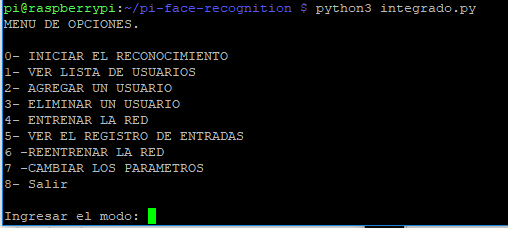 pi@raspberrypi:~/pi-face-recognition $ python3 integrado.py
MENU DE OPCIONES.
0- INICIAR EL RECONOCIMIENTO
1- VER LISTA DE USUARIOS
2- AGREGAR UN USUARIO
3- ELIMINAR UN USUARIO
4- ENTRENAR LA RED
5- VER EL REGISTRO DE ENTRADAS
6 -REENTRENAR LA RED
7 -CAMBIAR LOS PARAMETROS
8- Salir
Ingresar el modo: